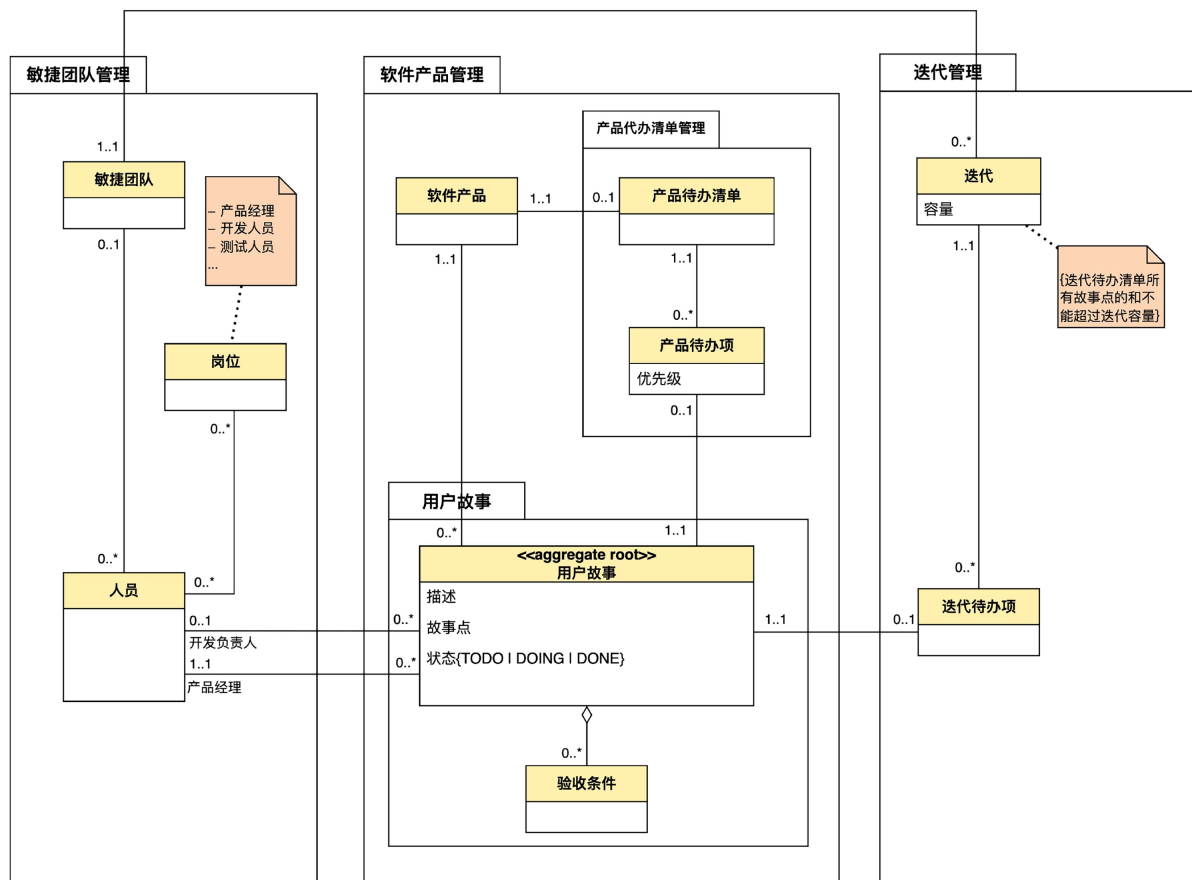 敏捷团队管理
软件产品管理
迭代管理
产品代办清单管理
1..1
0..*
敏捷团队
– 产品经理
– 开发人员
– 测试人员
...
软件产品
1..1
0..1
产品待办清单
迭代
容量
0..1
1..1
1..1
1..1
{迭代待办清单所
有故事点的和不
能超过迭代容量}
0..*
产品待办项
优先级
岗位
0..*
0..1
用户故事
0..*
1..1
0..*
<<aggregate root>>
用户故事
描述
故事点
状态{TODO | DOING | DONE}
0..*
人员
0..*
0..1
开发负责人
0..*
1..1
产品经理
0..*
1..1
0..1
迭代待办项
0..*
验收条件